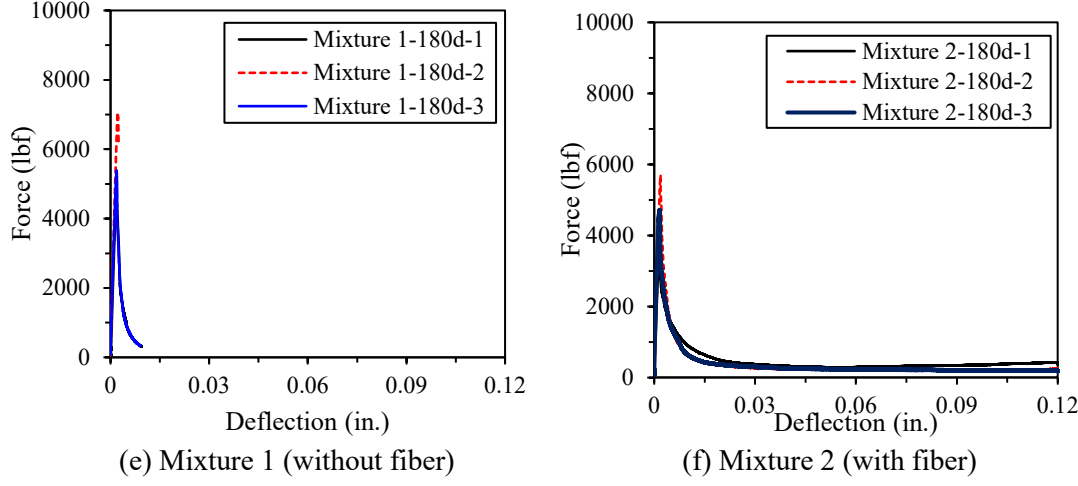 10000
8000
6000
4000
2000
0
Force (lbf)
Mixture 1-180d-1
Mixture 1-180d-2
Mixture 1-180d-3
0 0.03 0.06 0.09 0.12
Deflection (in.)
(e) Mixture 1 (without fiber)
10000
8000
6000
4000
2000
0
Force (lbf)
Mixture 2-180d-1
Mixture 2-180d-2
Mixture 2-180d-3
0 0.03 0.06 0.09 0.12
Deflection (in.)
(f) Mixture 2 (with fiber)